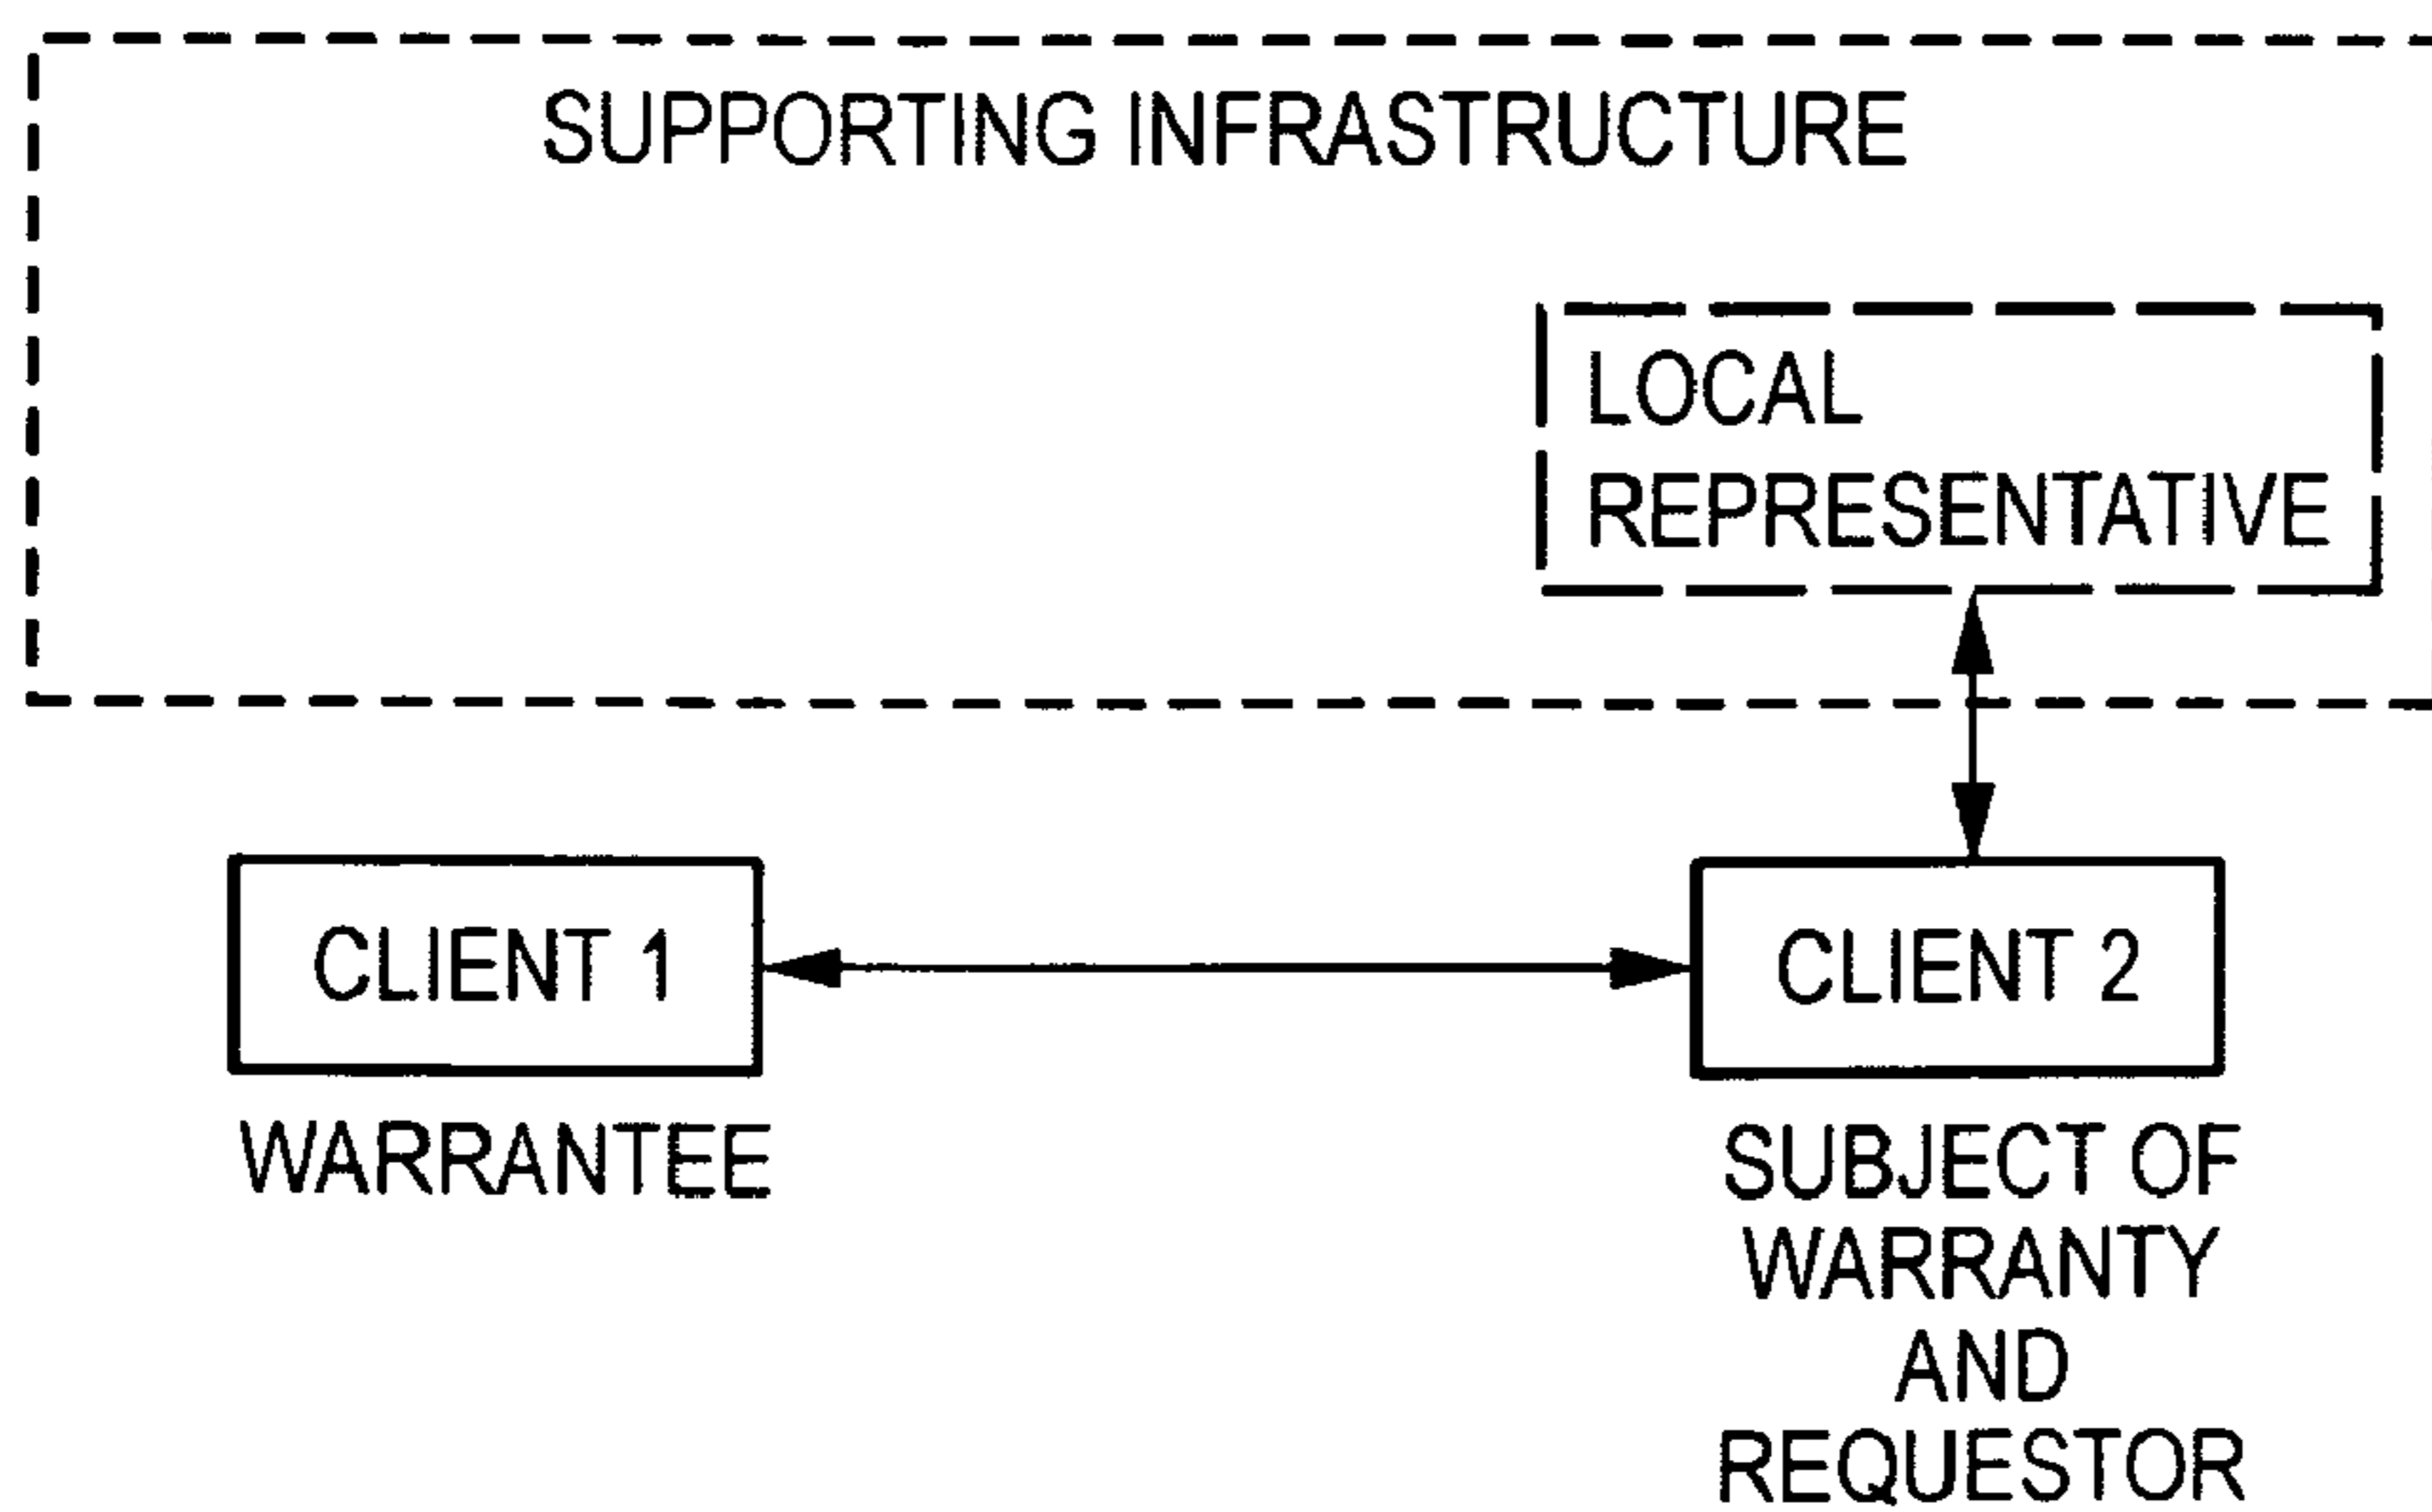 SUPPORTING INFRASTRUCTURE
LOCAL
REPRESENTATIVE
CLIENT 1
CLIENT 2
WARRANTEE
SUBJECT OF
WARRANTY
AND
REQUESTOR